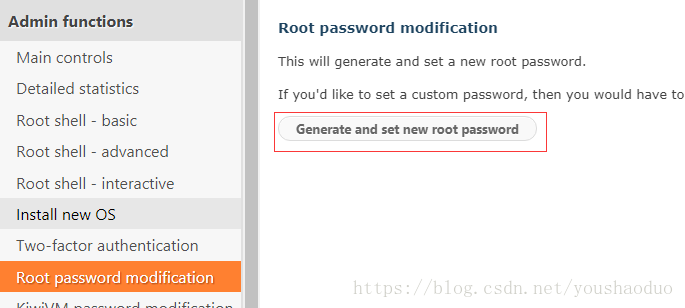 Admin functions
Main controls
Detailed statistics
Root shell - basic
Root shell - advanced
Root shell - interactive
Install new OS
Two-factor authentication
Root password modification
KiwiVM password modification
Root password modification
This will generate and set a new root password.
If you'd like to set a custom password, then you would have to
Generate and set new root password
https://blog.csdn.net/youshaoduo